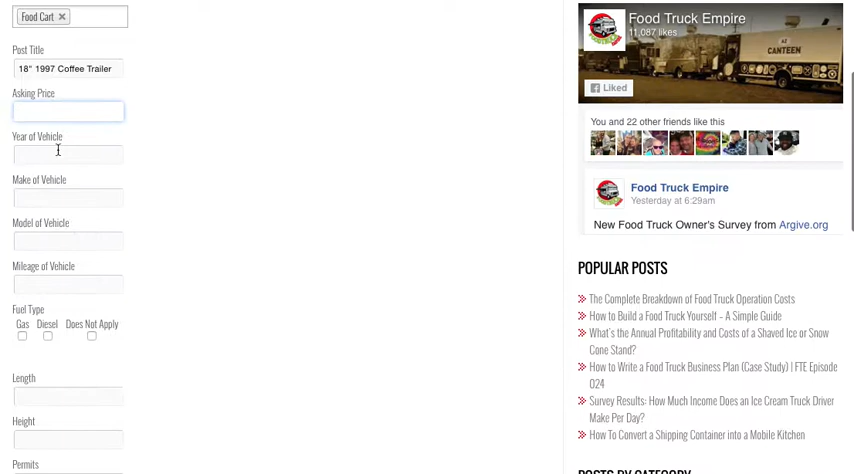 Food Cart
Post Title
18" 1997 Coffee Trailer
Asking Price
Year of Vehicle
Make of Vehicle
Model of Vehicle
Mileage of Vehicle
Fuel Type
Gas Diesel Does Not Apply
Length
Height
Permits
Food Truck Empire
11,087 likes
CANTEEN
Liked
You and 22 other friends like this
Food Truck Empire
Yesterday at 6:29am
New Food Truck Owner's Survey from Argive.org
POPULAR POSTS
The Complete Breakdown of Food Truck Operation Costs
How to Build a Food Truck Yourself – A Simple Guide
What's the Annual Profitability and Costs of a Shaved Ice or Snow
Cone Stand?
How to Write a Food Truck Business Plan (Case Study) | FTE Episode
024
Survey Results: How Much Income Does an Ice Cream Truck Driver
Make Per Day?
How To Convert a Shipping Container into a Mobile Kitchen
POSTS BY CATEGORY